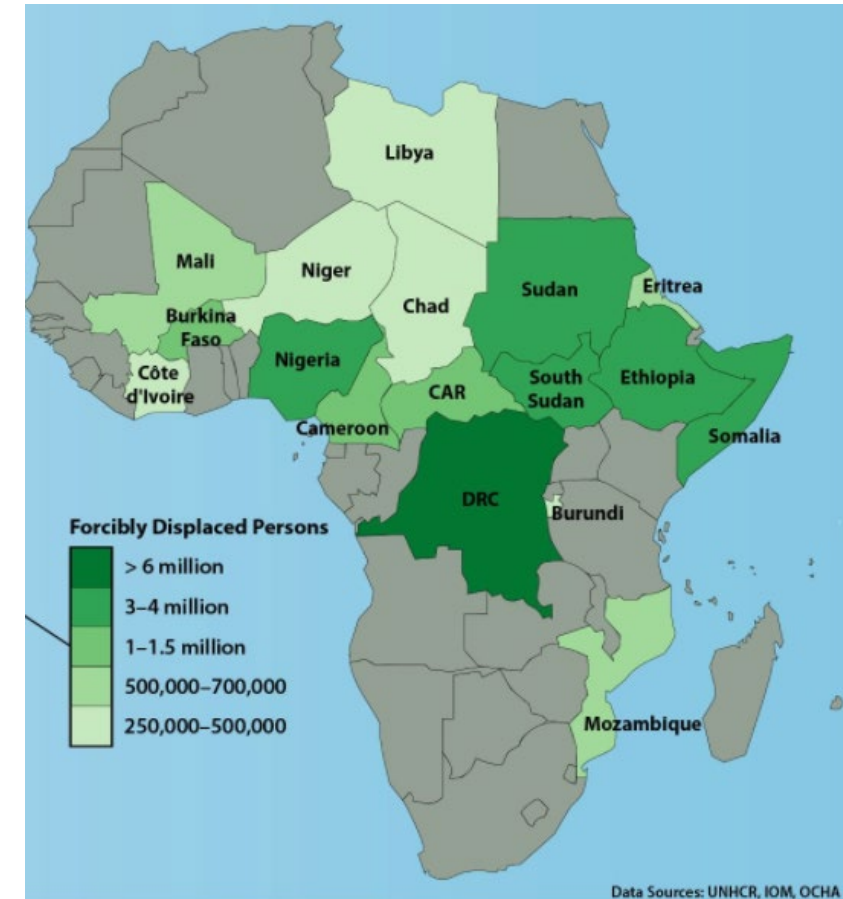 Libya
Mali
Niger
Chad
Sudan
Eritrea
Burkina
Faso
Nigeria
Côte
d'Ivoire
CAR
South
Sudan
Ethiopia
Cameroon
Somalia
DRC
Burundi
Forcibly Displaced Persons
> 6 million
3–4 million
1–1.5 million
500,000–700,000
250,000–500,000
Mozambique
Data Sources: UNHCR, IOM, OCHA